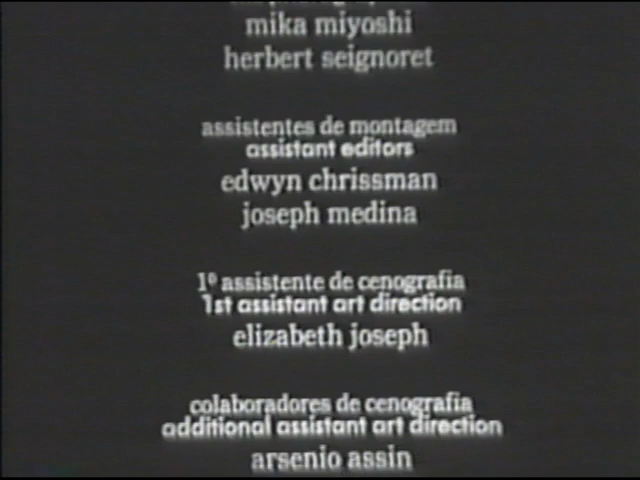 mika miyoshi
herbert seignoret
assistentes de montagem
assistant editors
edwyn chrissman
joseph medina
1º assistente de cenografia
1st assistant art direction
elizabeth joseph
colaboradores de cenografia
additional assistant art direction
arsenio assin